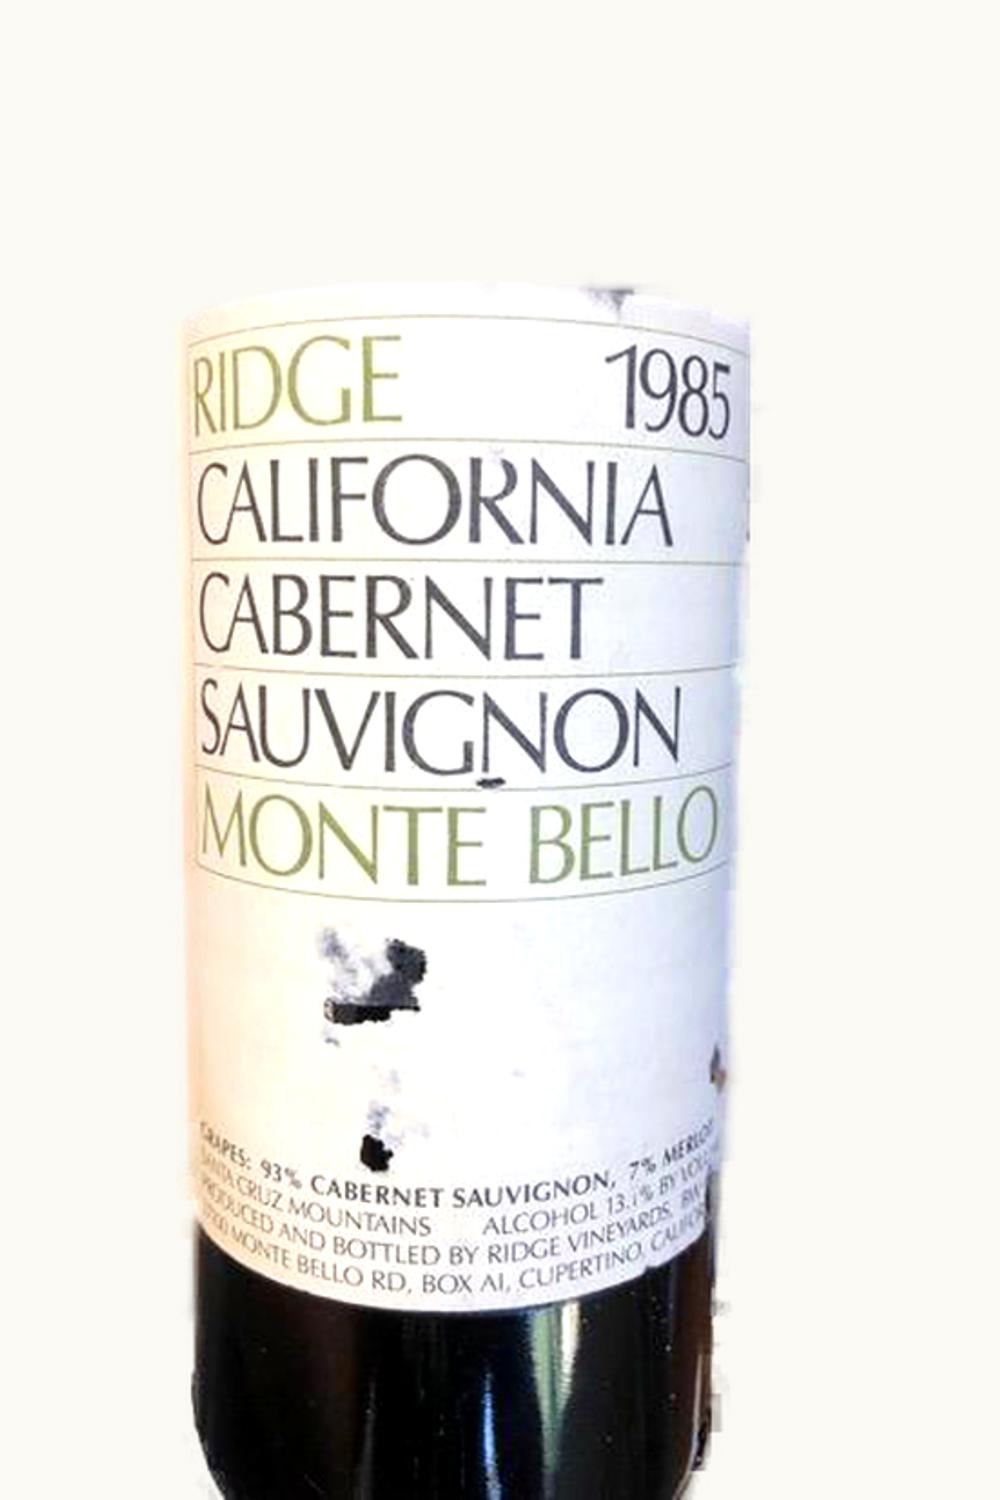 RIDGE 1985
CALIFORNIA
CABERNET
SAUVIGNON
MONTE BELLO
GRAPES: 93% CABERNET SAUVIGNON, 7% MERLOT
SANTA CRUZ MOUNTAINS ALCOHOL 13.1% BY
PRODUCED AND BOTTLED BY RIDGE VINEYARDS,
MONTE BELLO RD, BOX AI, CUPERTINO,